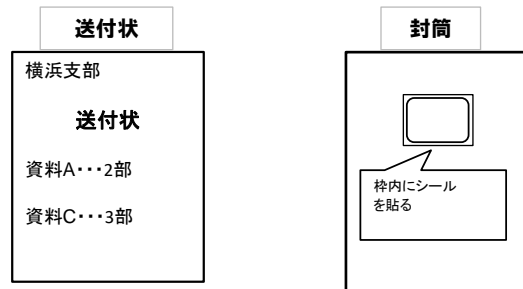 送付状
横浜支部
送付状
資料A･･･2部
資料C･･･3部
封筒
枠内にシール
を貼る